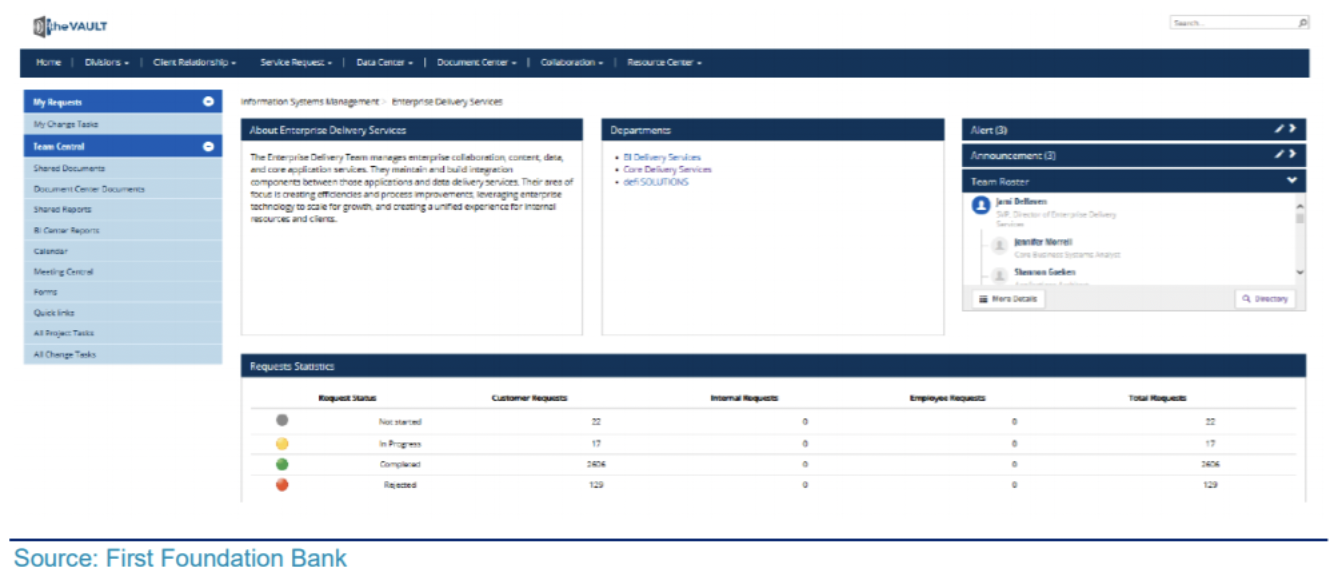 the VAULT
Search...
Home | Divisions | Client Relationship Service Request | Data Center | Document Center | Collaboration | Resource Center
My Requests
My Change Tasks
Team Central
Shared Documents
Document Center Documents
Shared Reports
BI Center Reports
Calendar
Meeting Central
Forms
Quick links
All Project Tasks
All Change Tasks
Information Systems Management > Enterprise Delivery Services
About Enterprise Delivery Services
The Enterprise Delivery Team manages enterprise collaboration, content, data,
and core application services. They maintain and build integration
components between those applications and data delivery services. Their area of
focus is creating efficiencies and process improvements, leveraging enterprise
technology to scale for growth, and creating a unified experience for internal
resources and clients.
Departments
• BI Delivery Services
• Core Delivery Services
• defi SOLUTIONS
Alert (3)
Announcement (3)
Team Roster
Jami DeHaven
SVP, Director of Enterprise Delivery
Services
Jennifer Morrell
Core Business Systems Analyst
Shannon
Applications Architect
More Details
Directory
Requests Statistics
Request Status Customer Requests Internal Requests Employee Requests Total Requests
Not started 22 0 0 22
In Progress 17 0 0 17
Completed 2606 0 0 2606
Rejected 129 0 0 129
Source: First Foundation Bank